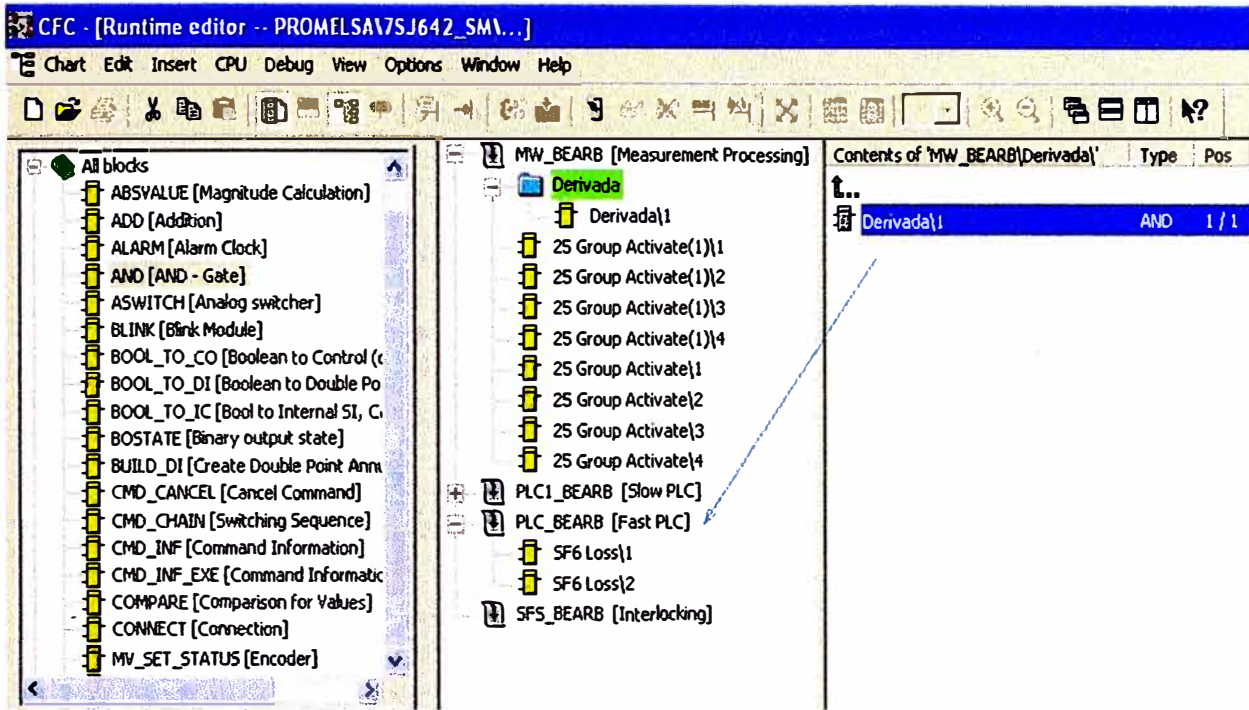 CFC - [Runtime editor -- PROMELSA\7SJ642_SM\...]
Chart Edit Insert CPU Debug View Options Window Help
All blocks
ABSVALUE [Magnitude Calculation]
ADD [Addition]
ALARM [Alarm Clock]
AND [AND - Gate]
ASWITCH [Analog switcher]
BLINK [Blink Module]
BOOL_TO_CO [Boolean to Control (c
BOOL_TO_DI [Boolean to Double Po
BOOL_TO_IC [Bool to Internal SI, C
BOSTATE [Binary output state]
BUILD_DI [Create Double Point Annu
CMD_CANCEL [Cancel Command]
CMD_CHAIN [Switching Sequence]
CMD_INF [Command Information]
CMD_INF_EXE [Command Informatic
COMPARE [Comparison for Values]
CONNECT [Connection]
MV_SET_STATUS [Encoder]
MW_BEARB [Measurement Processing]
Derivada
Derivada\1
25 Group Activate(1)\1
25 Group Activate(1)\2
25 Group Activate(1)\3
25 Group Activate(1)\4
25 Group Activate\1
25 Group Activate\2
25 Group Activate\3
25 Group Activate\4
PLC1_BEARB [Slow PLC]
PLC_BEARB [Fast PLC]
SF6 Loss\1
SF6 Loss\2
SFS_BEARB [Interlocking]
Contents of 'MW_BEARB\Derivada\' Type Pos
Derivada\1 AND 1 / 1